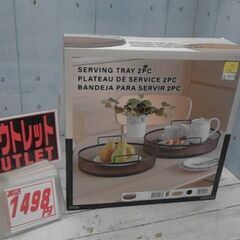 SERVING TRAY 2PC
PLATEAU DE SERVICE 2PC
BANDEJA PARA SERVIR 2PC
アウトレット
OUTLET
1498